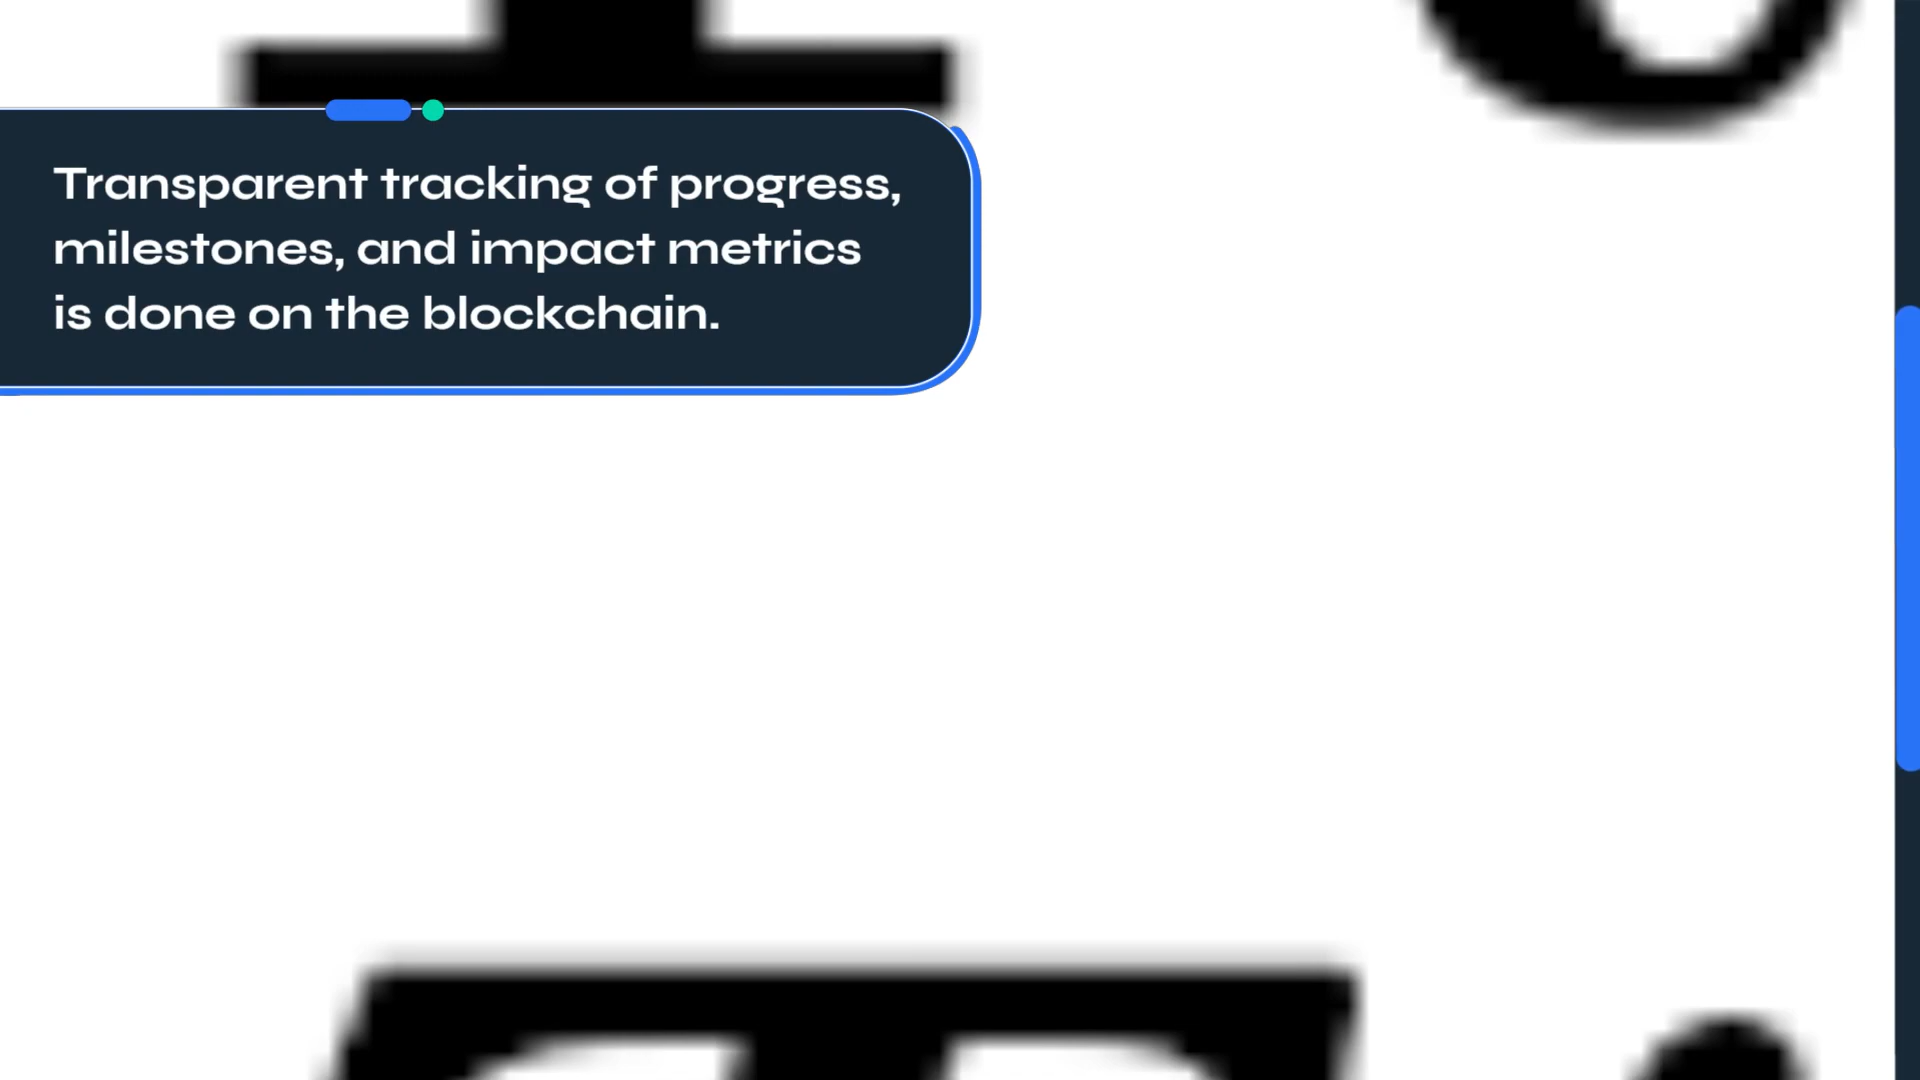 Transparent tracking of progress,
milestones, and impact metrics
is done on the blockchain.